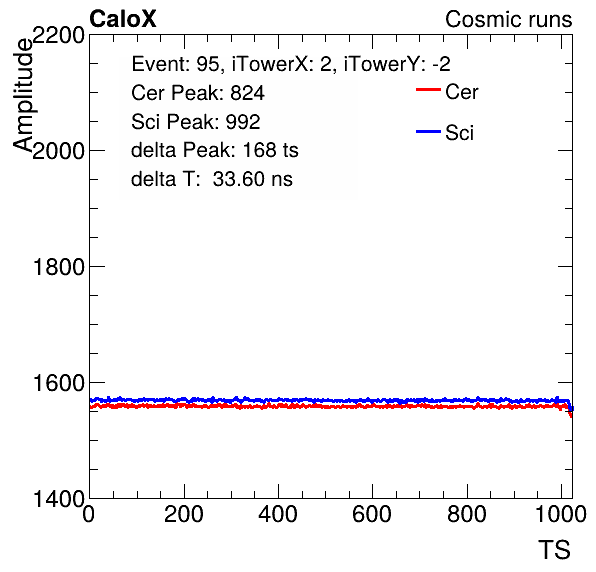 CaloX Cosmic runs
Amplitude
2200
2000
1800
1600
1400
Event: 95, iTowerX: 2, iTowerY: -2
Cer Peak: 824
Sci Peak: 992
delta Peak: 168 ts
delta T: 33.60 ns
Cer
Sci
0 200 400 600 800 1000
TS